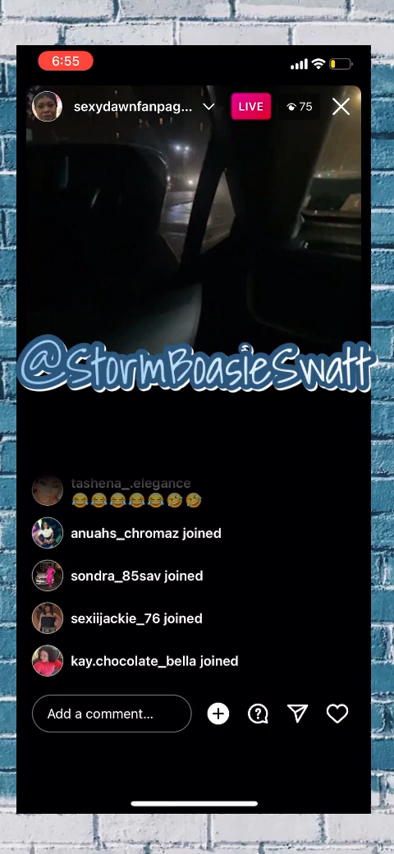 6:55
sexydawnfanpag... LIVE 75
@StormBoasieSwatt
tashena_.elegance
😂😂😂😂😂🤣🤣
anuahs_chromaz joined
sondra_85sav joined
sexiijackie_76 joined
kay.chocolate_bella joined
Add a comment...